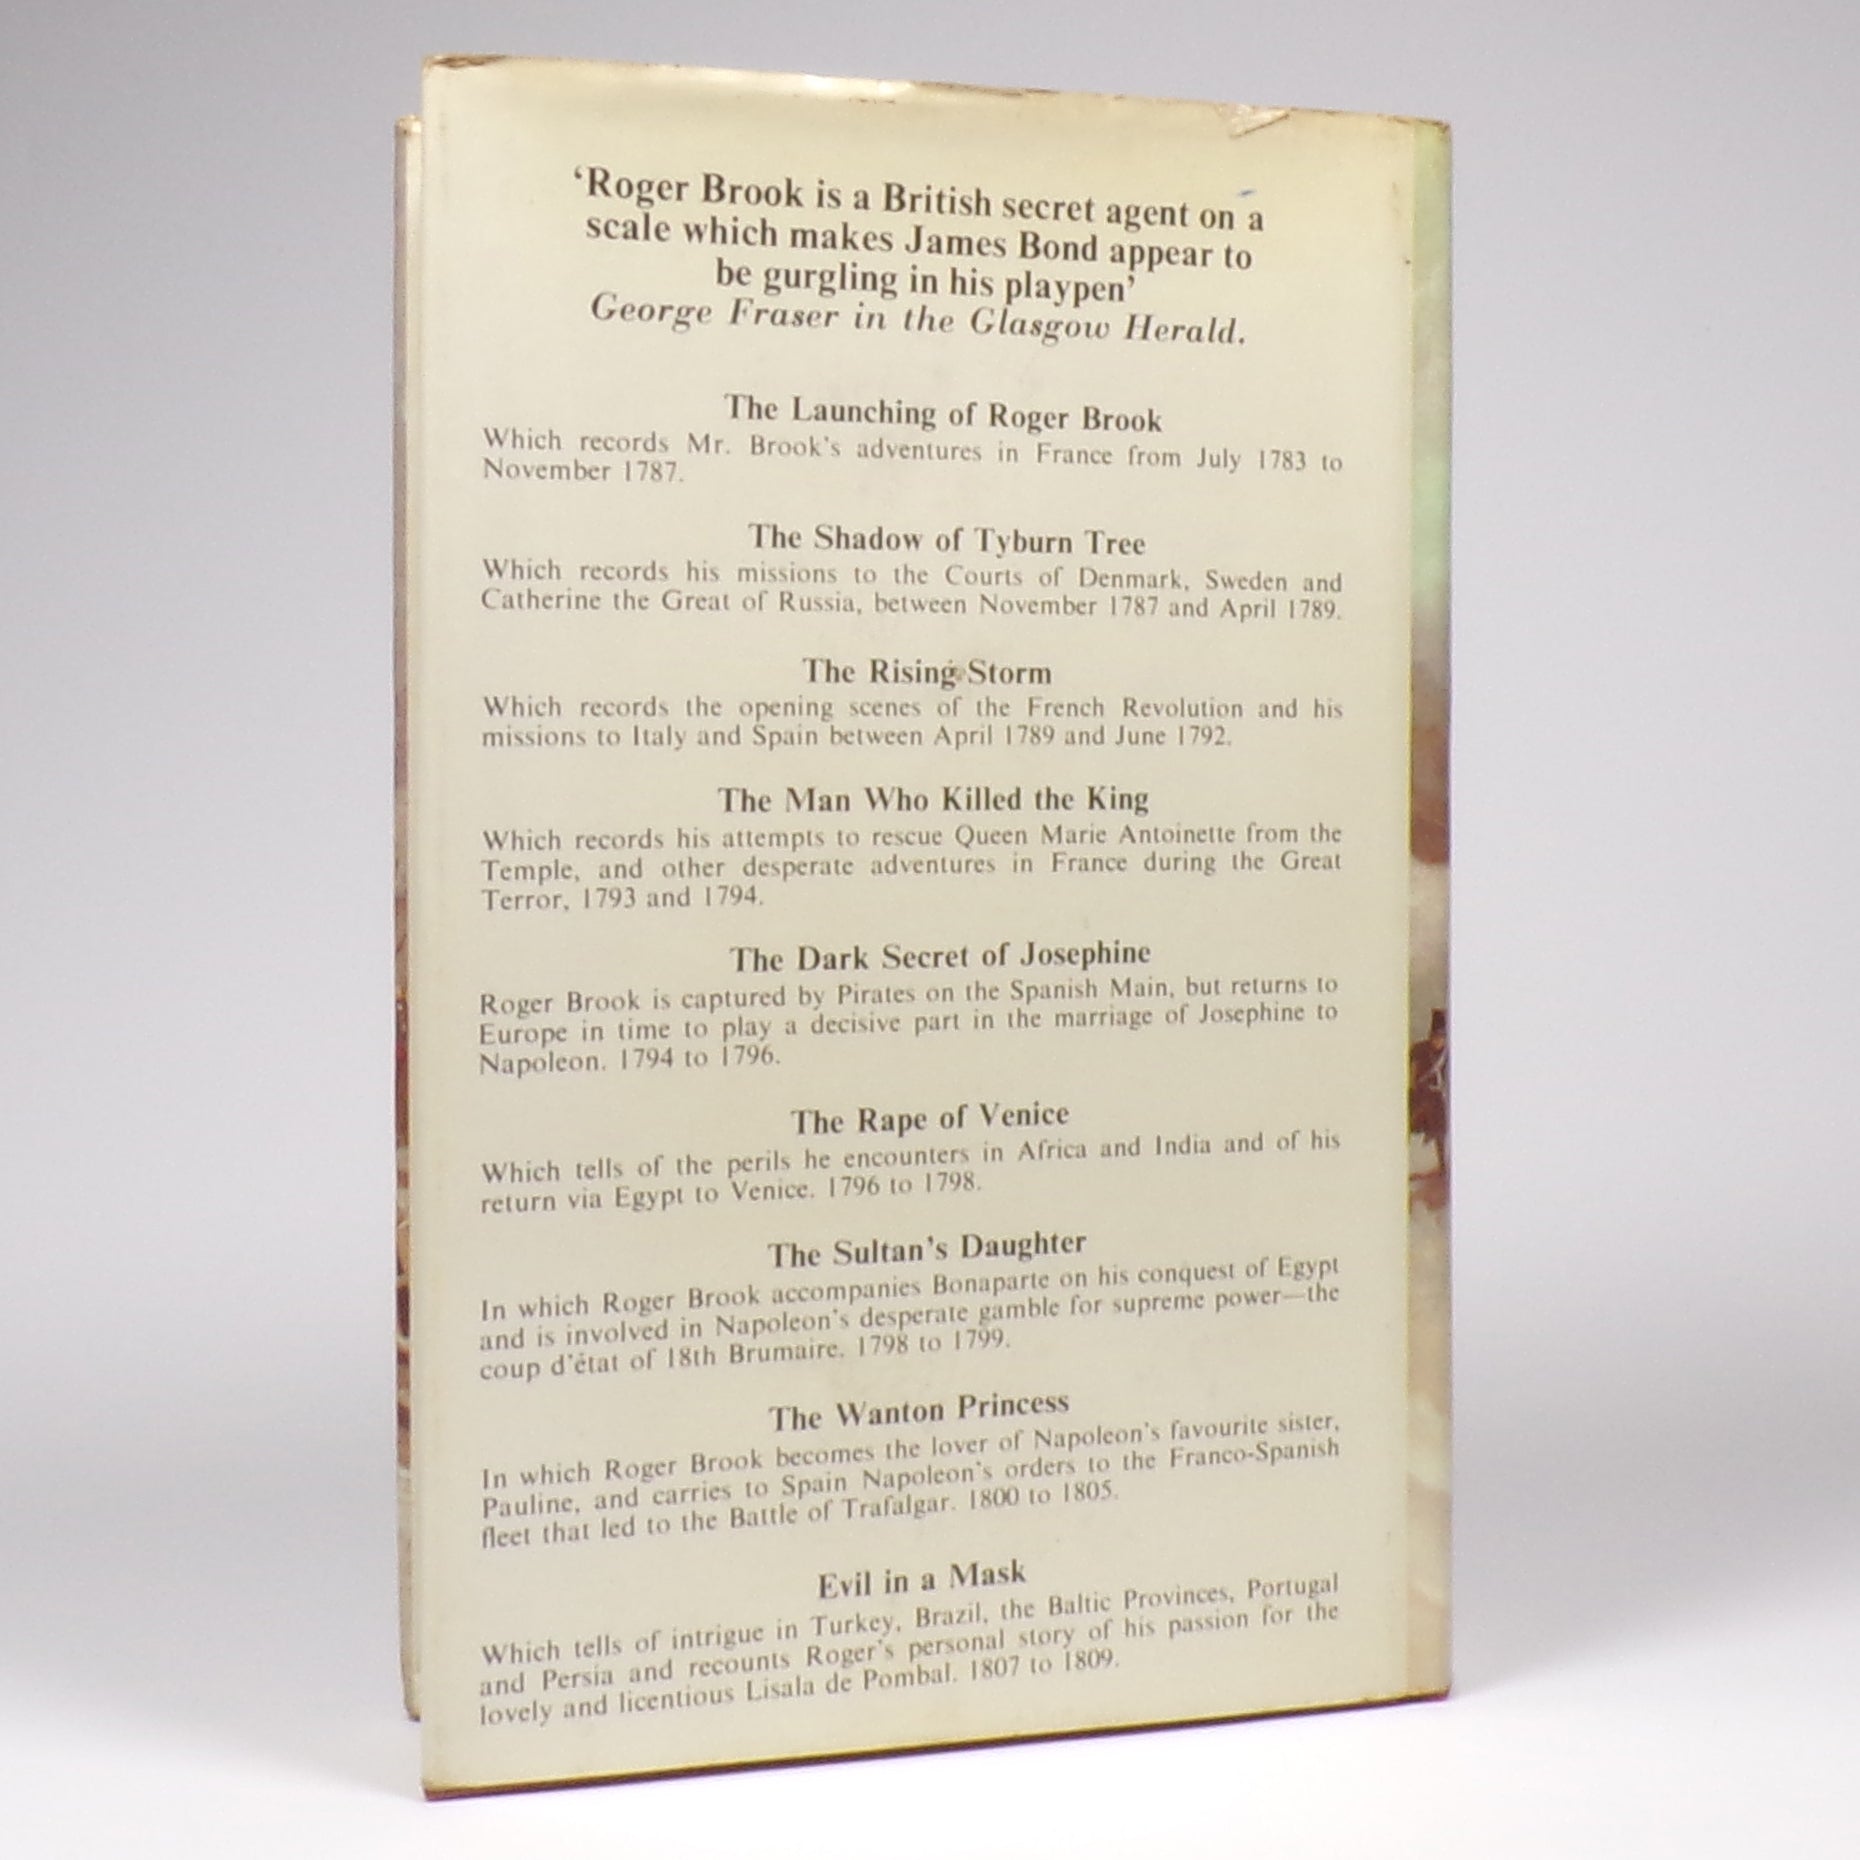 ‘Roger Brook is a British secret agent on a
scale which makes James Bond appear to
be gurgling in his playpen’
George Fraser in the Glasgow Herald.
The Launching of Roger Brook
Which records Mr. Brook's adventures in France from July 1783 to
November 1787.
The Shadow of Tyburn Tree
Which records his missions to the Courts of Denmark, Sweden and
Catherine the Great of Russia, between November 1787 and April 1789.
The Rising Storm
Which records the opening scenes of the French Revolution and his
missions to Italy and Spain between April 1789 and June 1792.
The Man Who Killed the King
Which records his attempts to rescue Queen Marie Antoinette from the
Temple, and other desperate adventures in France during the Great
Terror, 1793 and 1794.
The Dark Secret of Josephine
Roger Brook is captured by Pirates on the Spanish Main, but returns to
Europe in time to play a decisive part in the marriage of Josephine to
Napoleon. 1794 to 1796.
The Rape of Venice
Which tells of the perils he encounters in Africa and India and of his
return via Egypt to Venice. 1796 to 1798.
The Sultan's Daughter
In which Roger Brook accompanies Bonaparte on his conquest of Egypt
and is involved in Napoleon's desperate gamble for supreme power—the
coup d'état of 18th Brumaire. 1798 to 1799.
The Wanton Princess
In which Roger Brook becomes the lover of Napoleon's favourite sister,
Pauline, and carries to Spain Napoleon's orders to the Franco-Spanish
fleet that led to the Battle of Trafalgar. 1800 to 1805.
Evil in a Mask
Which tells of intrigue in Turkey, Brazil, the Baltic Provinces, Portugal
and Persia and recounts Roger's personal story of his passion for the
lovely and licentious Lisala de Pombal. 1807 to 1809.